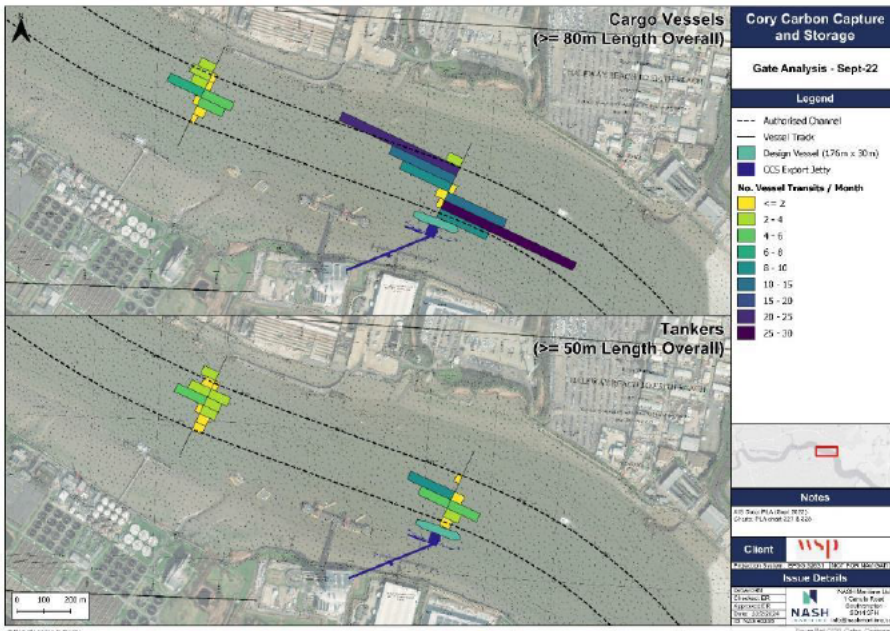 Cargo Vessels
(>= 80m Length Overall)
Tankers
(>= 50m Length Overall)
0 100 200 m
Cory Carbon Capture
and Storage
Gate Analysis - Sept-22
Legend
Authorised Channel
Vessel Track
Design Vessel (176m x 30m)
CCS Export Jetty
No. Vessel Transits / Month
<= 2
2 - 4
4 - 6
6 - 8
8 - 10
10 - 15
15 - 20
20 - 25
25 - 30
Notes
Client
wsp
Issue Details
NASH